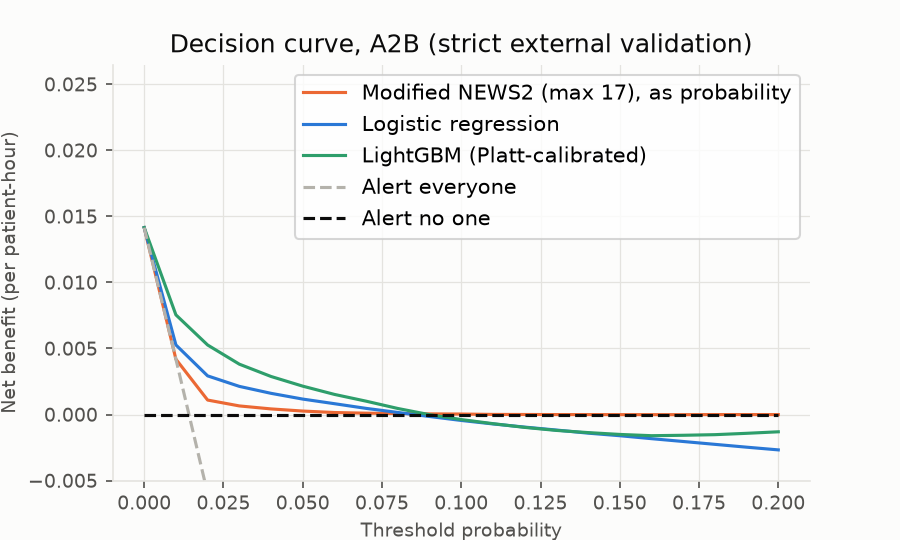 Decision curve, A2B (strict external validation)
Net benefit (per patient-hour)
0.025
0.020
0.015
0.010
0.005
0.000
−0.005
Modified NEWS2 (max 17), as probability
Logistic regression
LightGBM (Platt-calibrated)
Alert everyone
Alert no one
0.000 0.025 0.050 0.075 0.100 0.125 0.150 0.175 0.200
Threshold probability